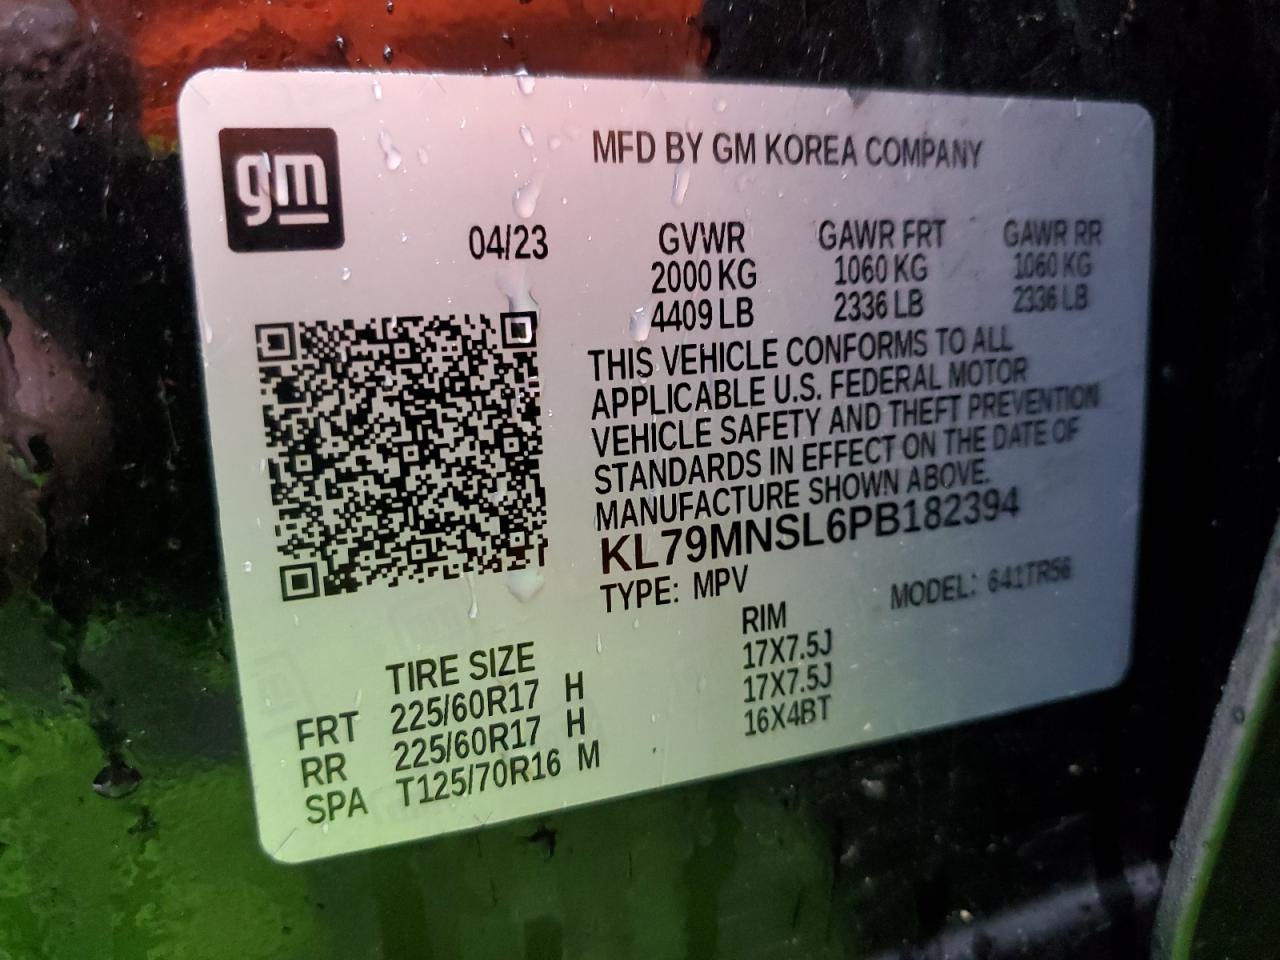 gm
MFD BY GM KOREA COMPANY
04/23 GVWR GAWR FRT GAWR RR
2000 KG 1060 KG 1060 KG
4409 LB 2336 LB 2336 LB
THIS VEHICLE CONFORMS TO ALL
APPLICABLE U.S. FEDERAL MOTOR
VEHICLE SAFETY AND THEFT PREVENTION
STANDARDS IN EFFECT ON THE DATE OF
MANUFACTURE SHOWN ABOVE.
KL79MNSL6PB182394
TYPE: MPV MODEL: 641TR56
TIRE SIZE RIM
FRT 225/60R17 H 17X7.5J
RR 225/60R17 H 17X7.5J
SPA T125/70R16 M 16X4BT